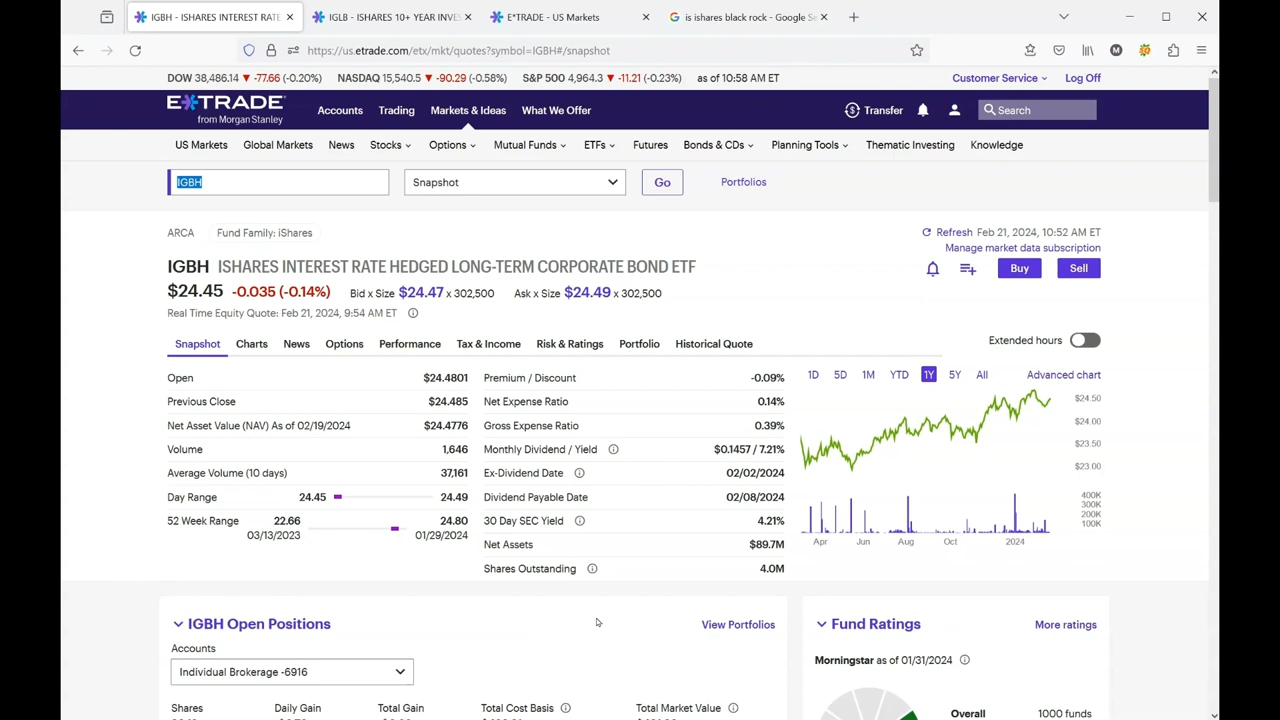 IGBH - ISHARES INTEREST RATE
IGLB - ISHARES 10+ YEAR INVES
E*TRADE - US Markets
is ishares black rock - Google Se
https://us.etrade.com/etx/mkt/quotes?symbol=IGBH#/snapshot
DOW 38,486.14 -77.66 (-0.20%) NASDAQ 15,540.5 -90.29 (-0.58%) S&P 500 4,964.3 -11.21 (-0.23%) as of 10:58 AM ET
Customer Service Log Off
E*TRADE
from Morgan Stanley
Accounts Trading Markets & Ideas What We Offer
Transfer Search
US Markets Global Markets News Stocks Options Mutual Funds ETFs Futures Bonds & CDs Planning Tools Thematic Investing Knowledge
IGBH Snapshot Go Portfolios
ARCA Fund Family: iShares
Refresh Feb 21, 2024, 10:52 AM ET
Manage market data subscription
IGBH ISHARES INTEREST RATE HEDGED LONG-TERM CORPORATE BOND ETF
Buy Sell
$24.45 -0.035 (-0.14%) Bid x Size $24.47 x 302,500 Ask x Size $24.49 x 302,500
Real Time Equity Quote: Feb 21, 2024, 9:54 AM ET
Snapshot Charts News Options Performance Tax & Income Risk & Ratings Portfolio Historical Quote
Extended hours
Open $24.4801
Previous Close $24.485
Net Asset Value (NAV) As of 02/19/2024 $24.4776
Volume 1,646
Average Volume (10 days) 37,161
Day Range 24.45 24.49
52 Week Range 22.66 24.80
03/13/2023 01/29/2024
Premium / Discount -0.09%
Net Expense Ratio 0.14%
Gross Expense Ratio 0.39%
Monthly Dividend / Yield $0.1457 / 7.21%
Ex-Dividend Date 02/02/2024
Dividend Payable Date 02/08/2024
30 Day SEC Yield 4.21%
Net Assets $89.7M
Shares Outstanding 4.0M
1D 5D 1M YTD 1Y 5Y All Advanced chart
$24.50
$24.00
$23.50
$23.00
400K
300K
200K
100K
Apr Jun Aug Oct 2024
IGBH Open Positions View Portfolios
Accounts
Individual Brokerage -6916
Shares Daily Gain Total Gain Total Cost Basis Total Market Value
Fund Ratings More ratings
Morningstar as of 01/31/2024
Overall 1000 funds